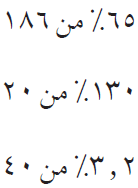 ٦٥٪ من ١٨٦
١٣٠٪ من ٢٠
٢,٣٪ من ٤٠